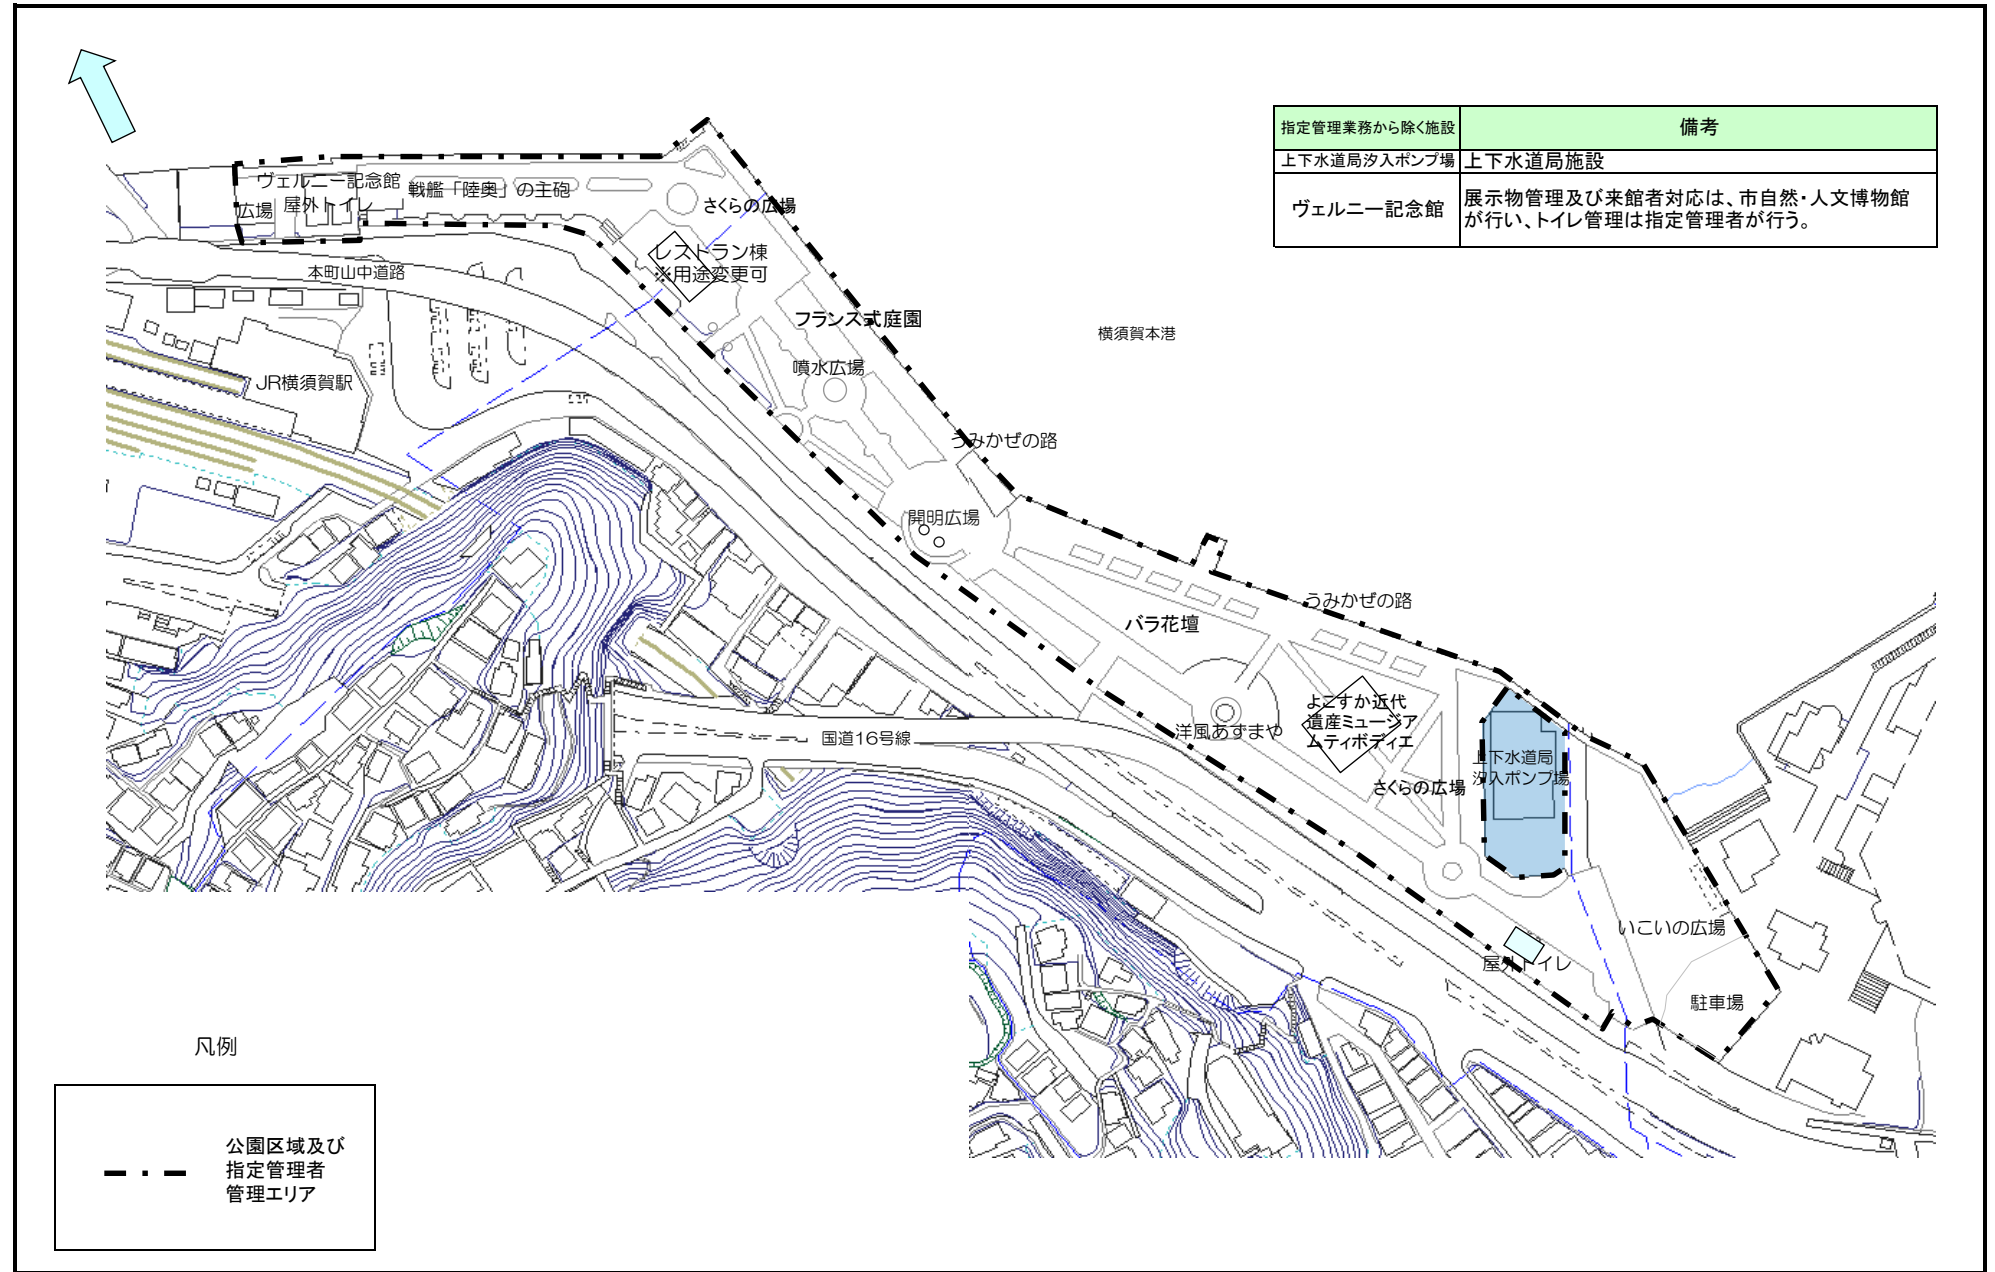 指定管理業務から除く施設 備考
上下水道局汐入ポンプ場 上下水道局施設
ヴェルニー記念館 展示物管理及び来館者対応は、市自然・人文博物館
が行い、トイレ管理は指定管理者が行う。
ヴェルニー記念館
屋外トイレ
広場
戦艦「陸奥」の主砲
さくらの広場
レストラン棟
※用途変更可
本町山中道路
フランス式庭園
横須賀本港
噴水広場
JR横須賀駅
うみかぜの路
開明広場
うみかぜの路
バラ花壇
よこすか近代
遺産ミュージア
ムティボディエ
洋風あずまや
国道16号線
上下水道局
汐入ポンプ場
さくらの広場
いこいの広場
屋外トイレ
駐車場
凡例
公園区域及び
指定管理者
管理エリア